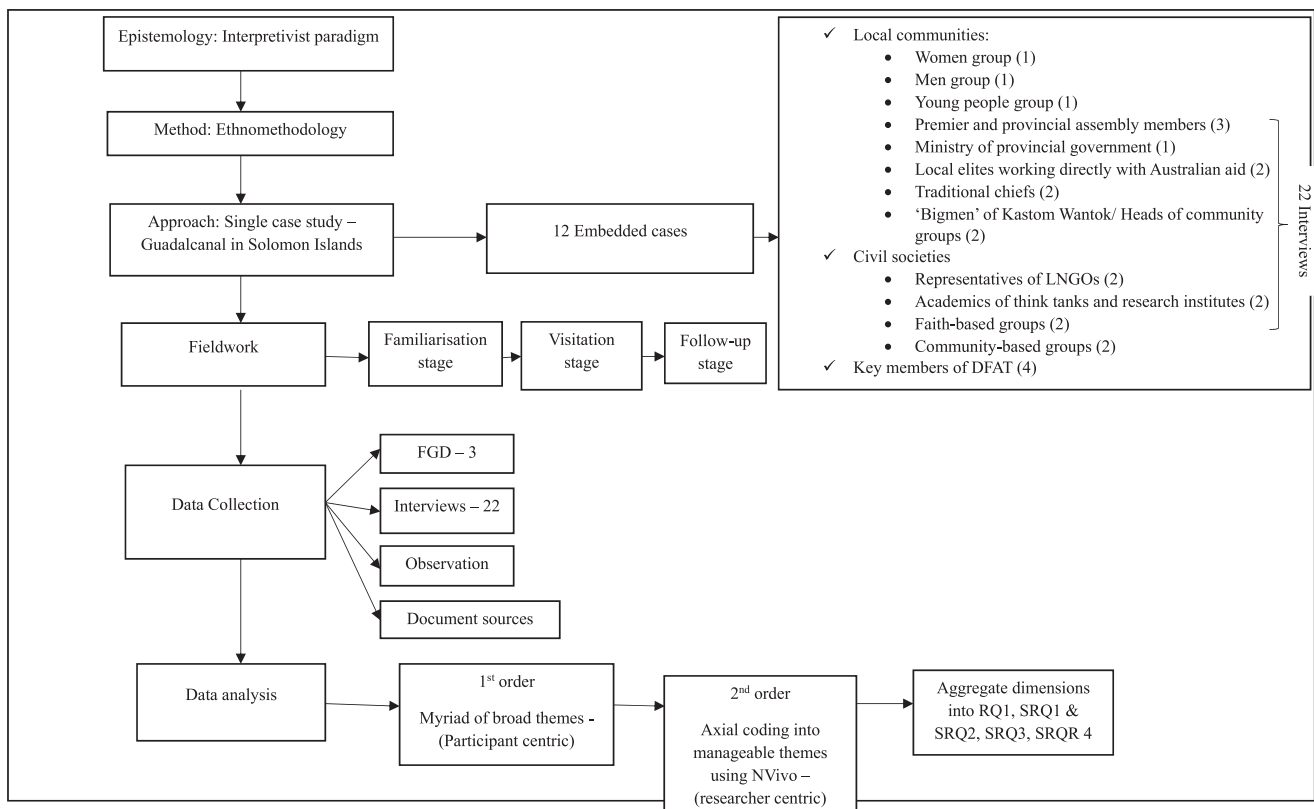 Epistemology: Interpretivist paradigm
Method: Ethnomethodology
Approach: Single case study –
Guadalcanal in Solomon Islands
12 Embedded cases
✓ Local communities:
• Women group (1)
• Men group (1)
• Young people group (1)
• Premier and provincial assembly members (3)
• Ministry of provincial government (1)
• Local elites working directly with Australian aid (2)
• Traditional chiefs (2)
• ‘Bigmen’ of Kastom Wantok/ Heads of community
groups (2)
✓ Civil societies
• Representatives of LNGOs (2)
• Academics of think tanks and research institutes (2)
• Faith-based groups (2)
• Community-based groups (2)
✓ Key members of DFAT (4)
22 Interviews
Fieldwork
Familiarisation
stage
Visitation
stage
Follow-up
stage
Data Collection
FGD – 3
Interviews – 22
Observation
Document sources
Data analysis
1st order
Myriad of broad themes -
(Participant centric)
2nd order
Axial coding into
manageable themes
using NVivo –
(researcher centric)
Aggregate dimensions
into RQ1, SRQ1 &
SRQ2, SRQ3, SRQR 4